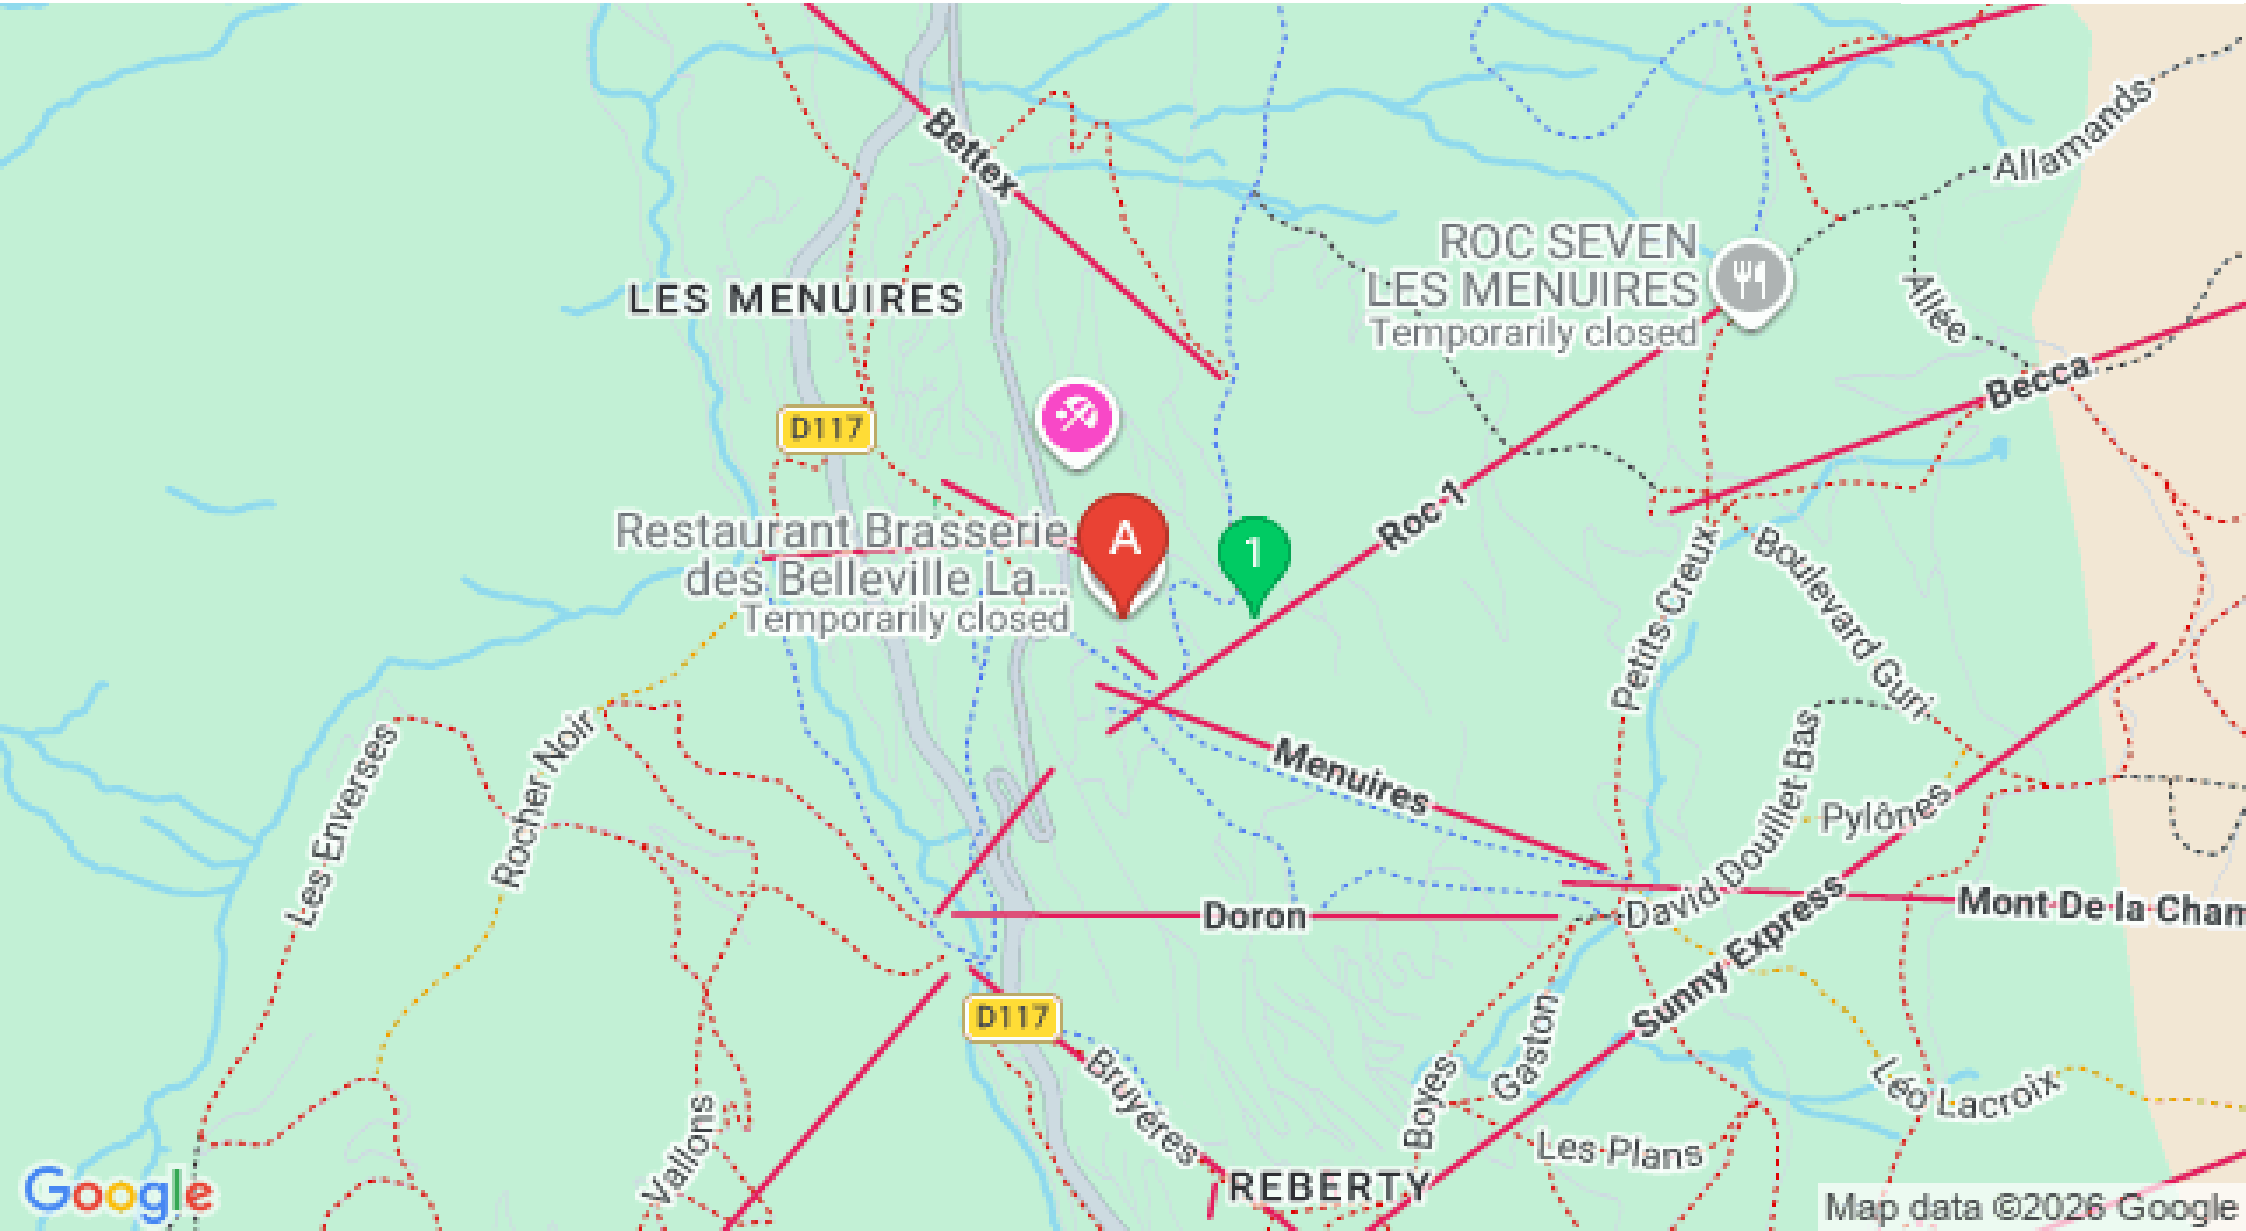 Allamands
Bettex
ROC SEVEN
LES MENUIRES
Temporarily closed
LES MENUIRES
Allée
Becca
D117
Roc 1
Restaurant Brasserie
des Belleville La...
Temporarily closed
A
1
Petits Creux
Boulevard Guri
Les Enverses
Rocher Noir
Menuires
David Douillet Bas
Pylônes
Doron
Mont De la Cham
Sunny Express
D117
Bruyéres
Boyes
Gaston
Léo Lacroix
Les Plans
Vallons
REBERTY
Google
Map data ©2026 Google